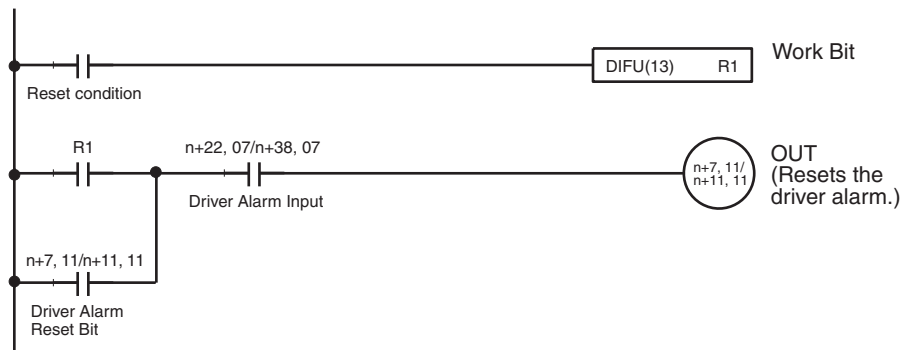 Reset condition
DIFU(13) R1
Work Bit
R1
n+22, 07/n+38, 07
Driver Alarm Input
n+7, 11/
n+11, 11
OUT
(Resets the
driver alarm.)
n+7, 11/n+11, 11
Driver Alarm
Reset Bit